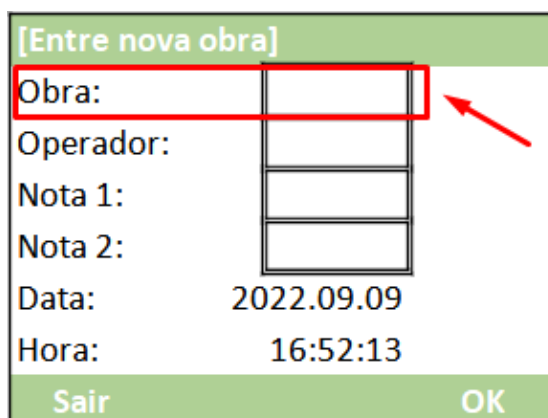 [Entre nova obra]
Obra:
Operador:
Nota 1:
Nota 2:
Data: 2022.09.09
Hora: 16:52:13
Sair OK